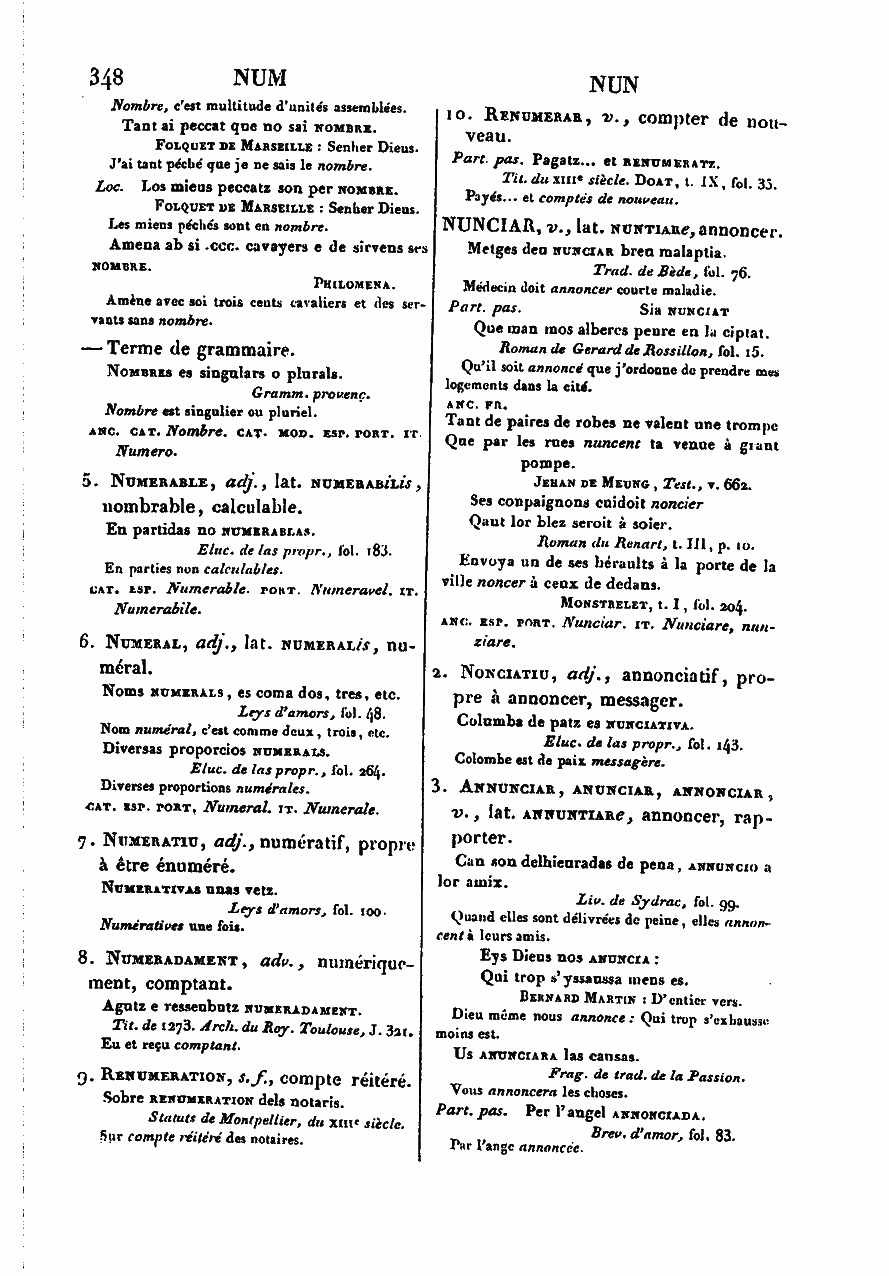 348 NUM
Nombre, c'est multitude d'unités assemblées.
Tant ai peccat que no sai NOMBRE.
FOLQUET DE MARSEILLE : Senher Dieus.
J'ai tant péché que je ne sais le nombre.
Loc. Los mieus peccatz son per NOMBRE.
FOLQUET DE MARSEILLE : Senher Dieus.
Les miens péchés sont en nombre.
Amena ab si .CCC. cavayers e de sirvens ses
NOMBRE.
PHILOMENA.
Amène avec soi trois cents cavaliers et des ser-
vants sans nombre.
— Terme de grammaire.
NOMBRES es singulars o plurals.
Gramm. provenç.
Nombre est singulier ou pluriel.
ANC. CAT. Nombre. CAT. MOD. ESP. PORT. IT.
Numero.
5. NUMERABLE, adj., lat. NUMERABILIS,
nombrable, calculable.
En partidas no NUMERABLAS.
Eluc. de las propr., fol. 183.
En parties non calculables.
CAT. ESP. Numerable. PORT. Numeravel. IT.
Numerabile.
6. NUMERAL, adj., lat. NUMERALis, nu-
méral.
Noms NUMERALS, es coma dos, tres, etc.
Leys d'amors, fol. 48.
Nom numéral, c'est comme deux, trois, etc.
Diversas proporcios NUMERALS.
Eluc. de las propr., fol. 264.
Diverses proportions numérales.
CAT. ESP. PORT, Numeral. IT. Numerale.
7. NUMERATIU, adj., numératif, propre
à être énuméré.
NUMERATIVAS unas vetz.
Leys d'amors, fol. 100.
Numératives une fois.
8. NUMERADAMENT, adv., numérique-
ment, comptant.
Agutz e ressenbutz NUMERADAMENT.
Tit. de 1273. Arch. du Roy. Toulouse, J. 321.
Eu et reçu comptant.
9. RENUMERATION, s.f., compte réitéré.
Sobre RENUMERATION dels notaris.
Statuts de Montpellier, du XIIIe siècle.
Sur compte réitéré des notaires.
NUN
10. RENUMERAR, v., compter de nou-
veau.
Part. pas. Pagatz... et RENUMERATZ.
Tit. du XIIIe siècle. DOAT, t. IX, fol. 35.
Payés... et comptés de nouveau.
NUNCIAR, v., lat. NUNTIARe, annoncer.
Metges deu NUNCIAR breu malaptia.
Trad. de Bède, fol. 76.
Médecin doit annoncer courte maladie.
Part. pas. Sia NUNCIAT
Que man mos albercs penre en la ciptat.
Roman de Gerard de Rossillon, fol. 15.
Qu'il soit annoncé que j'ordonne de prendre mes
logements dans la cité.
ANC. FR.
Tant de paires de robes ne valent une trompe
Que par les rues nuncent ta venue à grant
pompe.
JEHAN DE MEUNG, Test., v. 662.
Ses conpaignons cuidoit noncier
Qant lor blez seroit à soier.
Roman du Renart, t. III, p. 10.
Envoya un de ses héraults à la porte de la
ville noncer à ceux de dedans.
MONSTRELET, t. I, fol. 204.
ANC. ESP. PORT. Nunciar. IT. Nunciare, nun-
ziare.
2. NONCIATIU, adj., annonciatif, pro-
pre à annoncer, messager.
Columba de patz es NUNCIATIVA.
Eluc. de las propr., fol. 143.
Colombe est de paix messagère.
3. ANNUNCIAR, ANUNCIAR, ANNONCIAR,
v., lat. ANNUNTIARe, annoncer, rap-
porter.
Can son delhieuradas de pena, ANNUNCIO a
lor amix.
Liv. de Sydrac, fol. 99.
Quand elles sont délivrées de peine, elles annon-
cent à leurs amis.
Eys Dieus nos ANUNCIA :
Qui trop s'yssaussa mens es.
BERNARD MARTIN : D'entier vers.
Dieu même nous annonce : Qui trop s'exhausse
moins est.
Us ANUNCIARA las causas.
Frag. de trad. de la Passion.
Vous annoncera les choses.
Part. pas. Per l'angel ANNONCIADA.
Brev. d'amor, fol. 83.
Par l'ange annoncée.